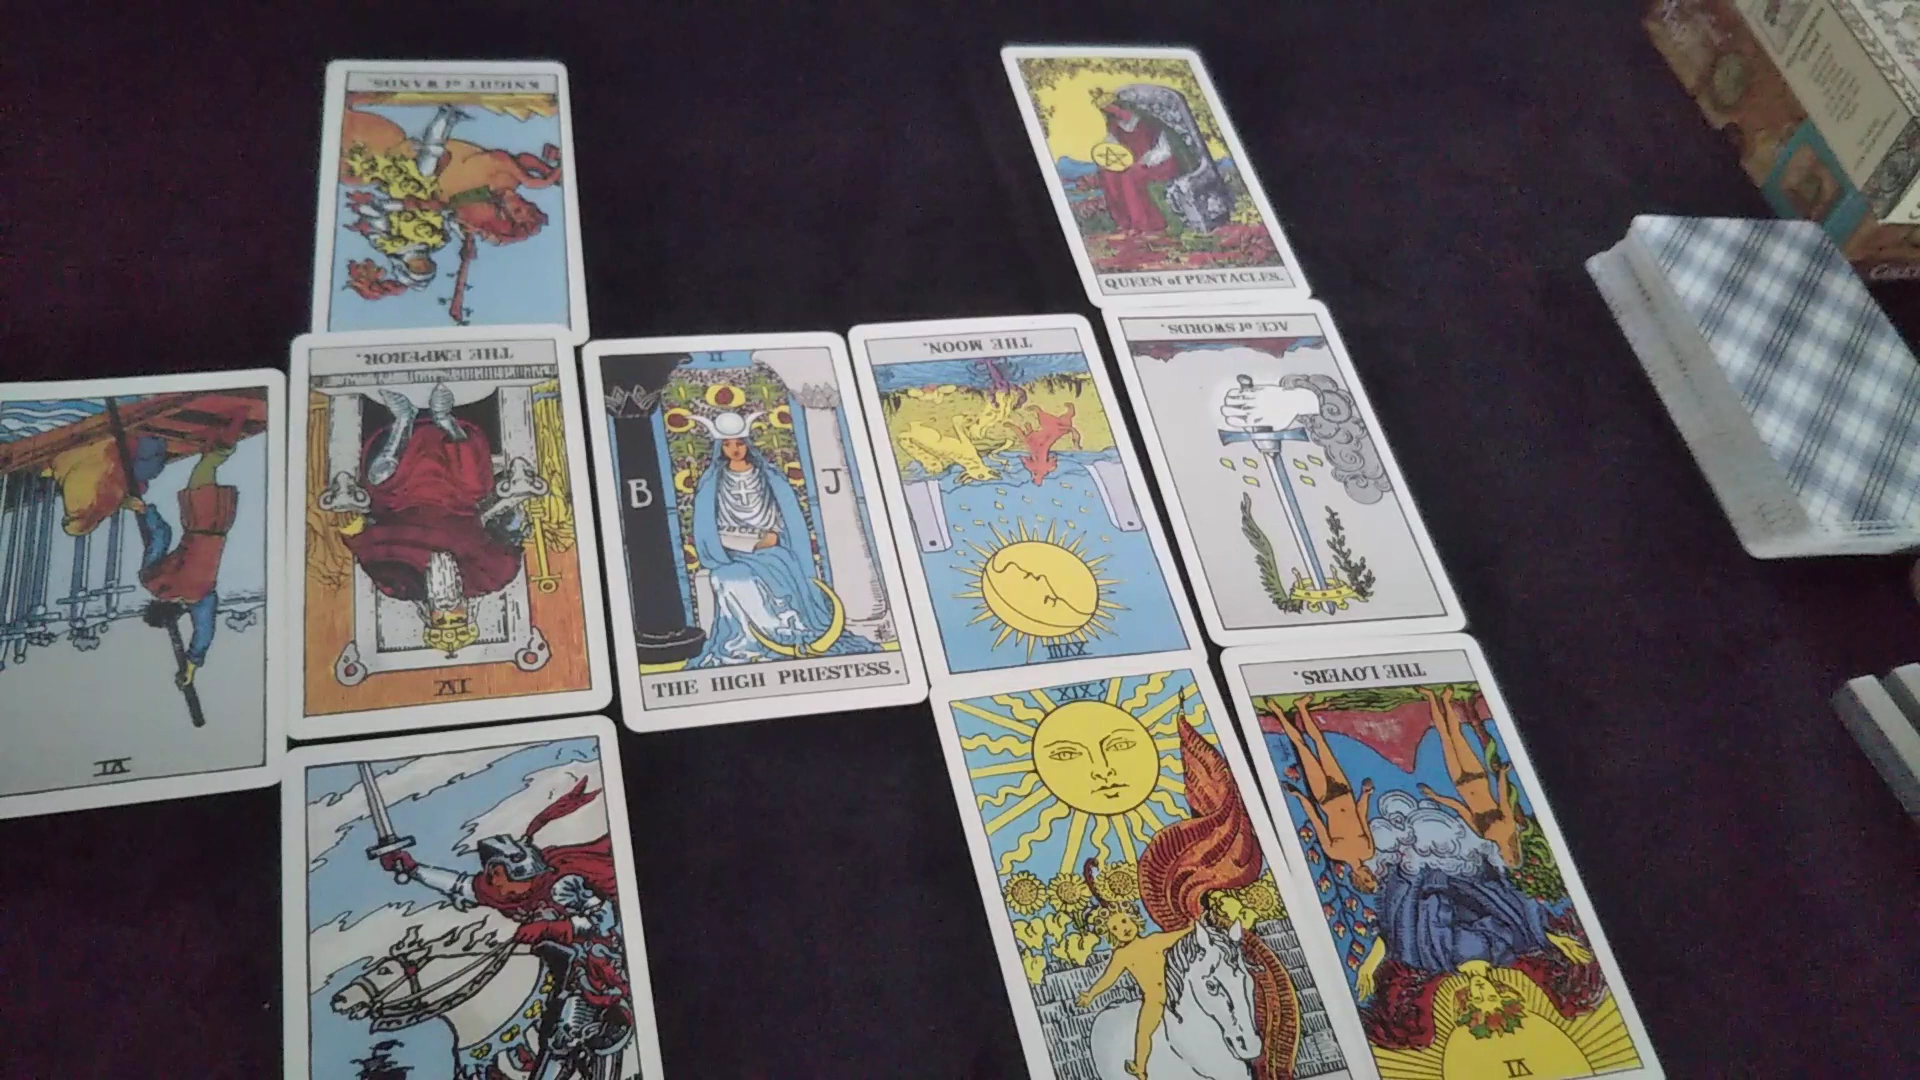 KNIGHT of WANDS.
QUEEN of PENTACLES.
THE EMPEROR.
IV
II
B
J
THE HIGH PRIESTESS.
THE MOON.
XVIII
ACE of SWORDS.
VI
XIX
THE LOVERS.
VI